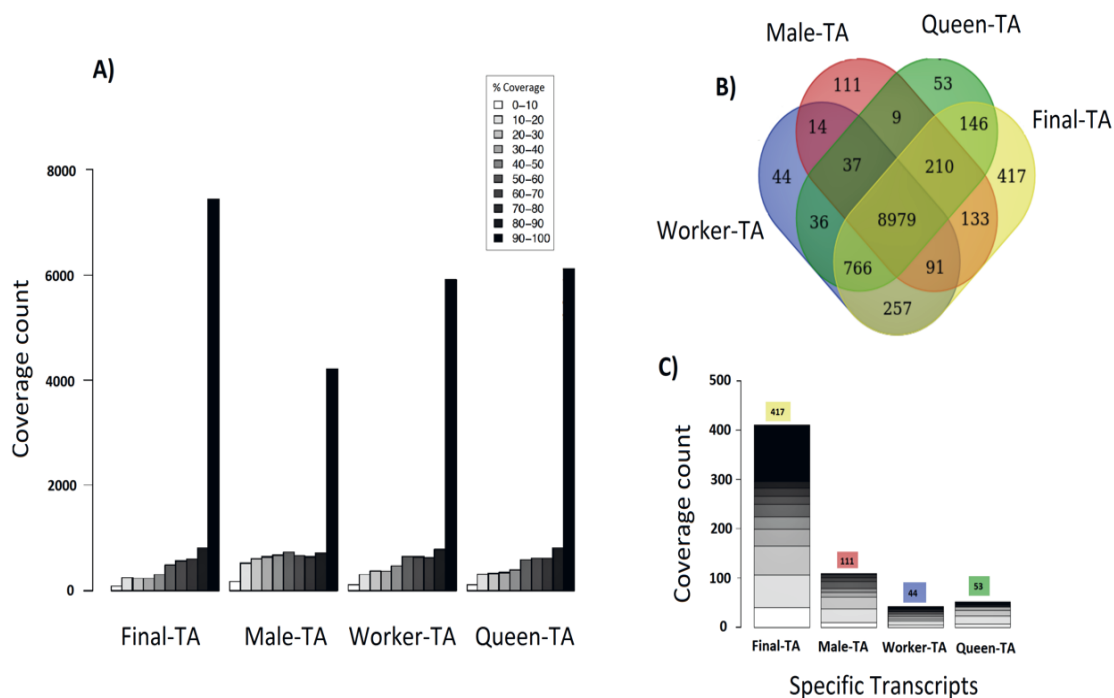 A)
Coverage count
8000
6000
4000
2000
0
% Coverage
0–10
10–20
20–30
30–40
40–50
50–60
60–70
70–80
80–90
90–100
Final-TA
Male-TA
Worker-TA
Queen-TA
B)
Male-TA
Queen-TA
Final-TA
Worker-TA
111
53
14
9
146
44
37
210
417
36
8979
133
766
91
257
C)
Coverage count
500
400
300
200
100
0
417
111
44
53
Final-TA
Male-TA
Worker-TA
Queen-TA
Specific Transcripts